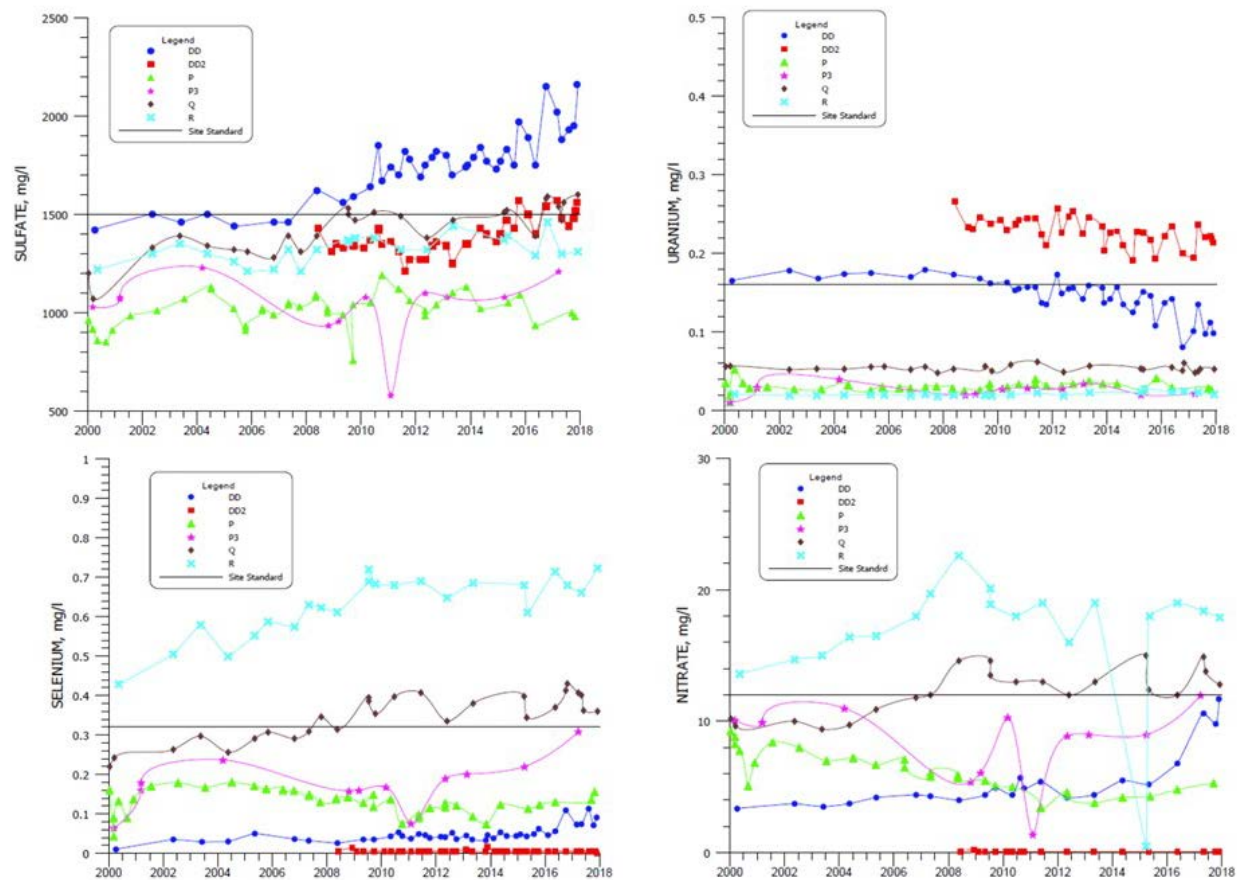 2500
2000
1500
1000
500
SULFATE, mg/l
Legend
DD
DD2
P
P3
Q
R
Site Standard
2000 2002 2004 2006 2008 2010 2012 2014 2016 2018
0.5
0.4
0.3
0.2
0.1
0
URANIUM, mg/l
Legend
DD
DD2
P
P3
Q
R
Site Standard
2000 2002 2004 2006 2008 2010 2012 2014 2016 2018
1
0.9
0.8
0.7
0.6
0.5
0.4
0.3
0.2
0.1
0
SELENIUM, mg/l
Legend
DD
DD2
P
P3
Q
R
Site Standard
2000 2002 2004 2006 2008 2010 2012 2014 2016 2018
30
20
10
0
NITRATE, mg/l
Legend
DD
DD2
P
P3
Q
R
Site Standrd
2000 2002 2004 2006 2008 2010 2012 2014 2016 2018